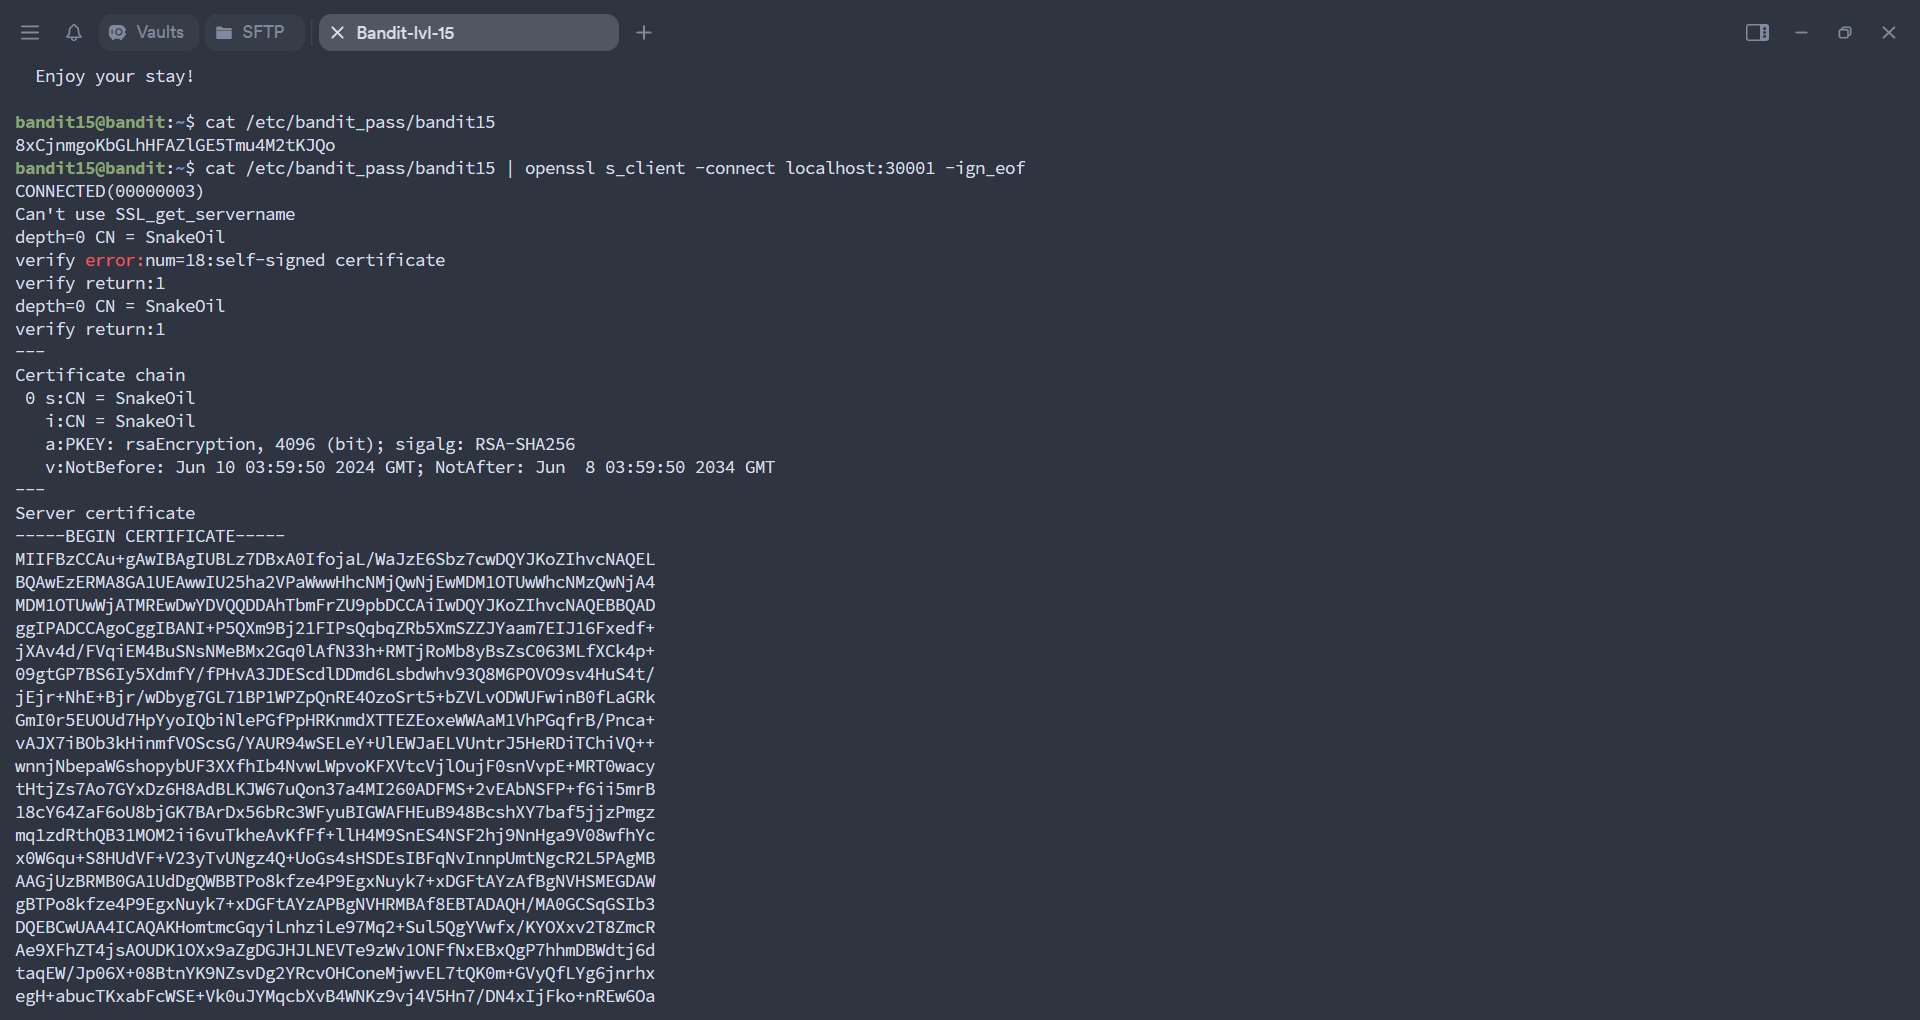 Vaults
SFTP
Bandit-lvl-15
Enjoy your stay!
bandit15@bandit:~$ cat /etc/bandit_pass/bandit15
8xCjnmgoKbGLhHFAZlGE5Tmu4M2tKJQo
bandit15@bandit:~$ cat /etc/bandit_pass/bandit15 | openssl s_client -connect localhost:30001 -ign_eof
CONNECTED(00000003)
Can't use SSL_get_servername
depth=0 CN = SnakeOil
verify error:num=18:self-signed certificate
verify return:1
depth=0 CN = SnakeOil
verify return:1
---
Certificate chain
 0 s:CN = SnakeOil
   i:CN = SnakeOil
   a:PKEY: rsaEncryption, 4096 (bit); sigalg: RSA-SHA256
   v:NotBefore: Jun 10 03:59:50 2024 GMT; NotAfter: Jun  8 03:59:50 2034 GMT
---
Server certificate
-----BEGIN CERTIFICATE-----
MIIFBzCCAu+gAwIBAgIUBLz7DBxA0IfojaL/WaJzE6Sbz7cwDQYJKoZIhvcNAQEL
BQAwEzERMA8GA1UEAwwIU25ha2VPaWwwHhcNMjQwNjEwMDM1OTUwWhcNMzQwNjA4
MDM1OTUwWjATMREwDwYDVQQDDAhTbmFrZU9pbDCCAiIwDQYJKoZIhvcNAQEBBQAD
ggIPADCCAgoCggIBANI+P5QXm9Bj21FIPsQqbqZRb5XmSZZJYaam7EIJ16Fxedf+
jXAv4d/FVqiEM4BuSNsNMeBMx2Gq0lAfN33h+RMTjRoMb8yBsZsC063MLfXCk4p+
09gtGP7BS6Iy5XdmfY/fPHvA3JDEScdlDDmd6Lsbdwhv93Q8M6POVO9sv4HuS4t/
jEjr+NhE+Bjr/wDbyg7GL71BP1WPZpQnRE4OzoSrt5+bZVLvODWUFwinB0fLaGRk
GmI0r5EUOUd7HpYyoIQbiNlePGfPpHRKnmdXTTEZEoxeWWAaM1VhPGqfrB/Pnca+
vAJX7iBOb3kHinmfVOScsG/YAUR94wSELeY+UlEWJaELVUntrJ5HeRDiTChiVQ++
wnnjNbepaW6shopybUF3XXfhIb4NvwLWpvoKFXVtcVjlOujF0snVvpE+MRT0wacy
tHtjZs7Ao7GYxDz6H8AdBLKJW67uQon37a4MI260ADFMS+2vEAbNSFP+f6ii5mrB
18cY64ZaF6oU8bjGK7BArDx56bRc3WFyuBIGWAFHEuB948BcshXY7baf5jjzPmgz
mq1zdRthQB31MOM2ii6vuTkheAvKfFf+llH4M9SnES4NSF2hj9NnHga9V08wfhYc
x0W6qu+S8HUdVF+V23yTvUNgz4Q+UoGs4sHSDEsIBFqNvInnpUmtNgcR2L5PAgMB
AAGjUzBRMB0GA1UdDgQWBBTPo8kfze4P9EgxNuyk7+xDGFtAYzAfBgNVHSMEGDAW
gBTPo8kfze4P9EgxNuyk7+xDGFtAYzAPBgNVHRMBAf8EBTADAQH/MA0GCSqGSIb3
DQEBCwUAA4ICAQAKHomtmcGqyiLnhziLe97Mq2+Sul5QgYVwfx/KYOXxv2T8ZmcR
Ae9XFhZT4jsAOUDK1OXx9aZgDGJHJLNEVTe9zWv1ONFfNxEBxQgP7hhmDBWdtj6d
taqEW/Jp06X+08BtnYK9NZsvDg2YRcvOHConeMjwvEL7tQK0m+GVyQfLYg6jnrhx
egH+abucTKxabFcWSE+Vk0uJYMqcbXvB4WNKz9vj4V5Hn7/DN4xIjFko+nREw6Oa